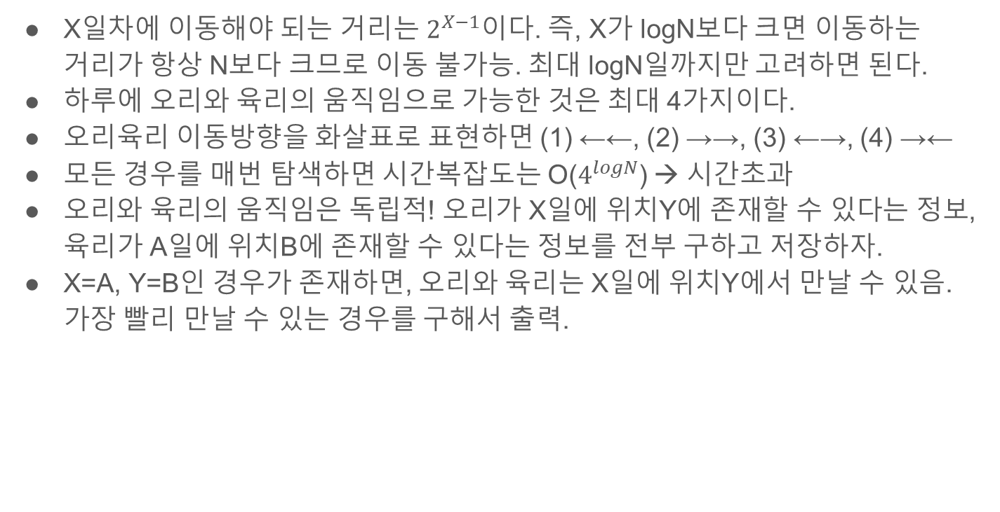 ● X일차에 이동해야 되는 거리는 2^{X−1}이다. 즉, X가 logN보다 크면 이동하는
거리가 항상 N보다 크므로 이동 불가능. 최대 logN일까지만 고려하면 된다.
● 하루에 오리와 육리의 움직임으로 가능한 것은 최대 4가지이다.
● 오리육리 이동방향을 화살표로 표현하면 (1) ←←, (2) →→, (3) ←→, (4) →←
● 모든 경우를 매번 탐색하면 시간복잡도는 O(4^{logN}) → 시간초과
● 오리와 육리의 움직임은 독립적! 오리가 X일에 위치Y에 존재할 수 있다는 정보,
육리가 A일에 위치B에 존재할 수 있다는 정보를 전부 구하고 저장하자.
● X=A, Y=B인 경우가 존재하면, 오리와 육리는 X일에 위치Y에서 만날 수 있음.
가장 빨리 만날 수 있는 경우를 구해서 출력.